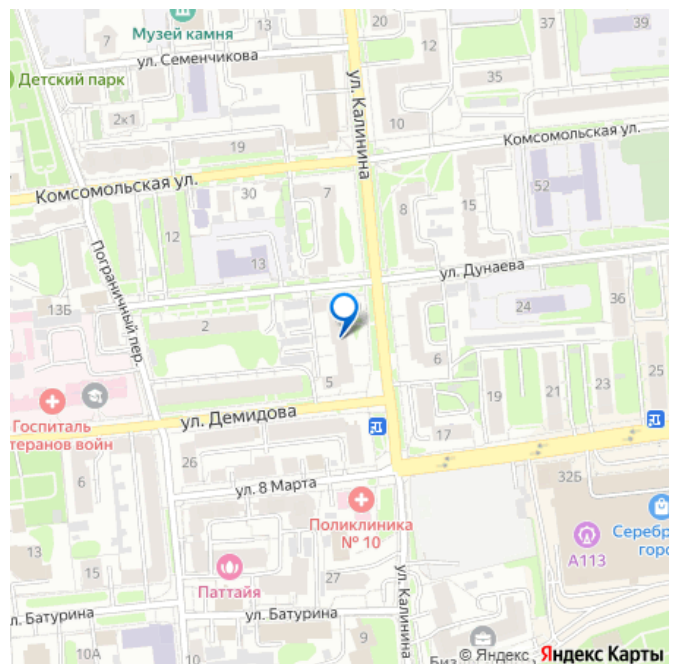 Музей камня
20
12
37
39
7
ул. Семенчикова
Детский парк
35
2к1
ул. Калинина
10
Комсомольская ул.
19
Комсомольская ул.
30
7
52
15
8
12
13
Пограничный пер.
ул. Дунаева
13Б
24
36
2
6
5
25
23
21
19
Госпиталь
теранов войн
ул. Демидова
17
26
32Б
6
ул. 8 Марта
Поликлиника
№ 10
Серебр
горо
А113
13
15
Паттайя
27
ул. Калинина
л. Батурина
ул. Батурина
9
10А
Биз
© Яндекс
Яндекс Карты